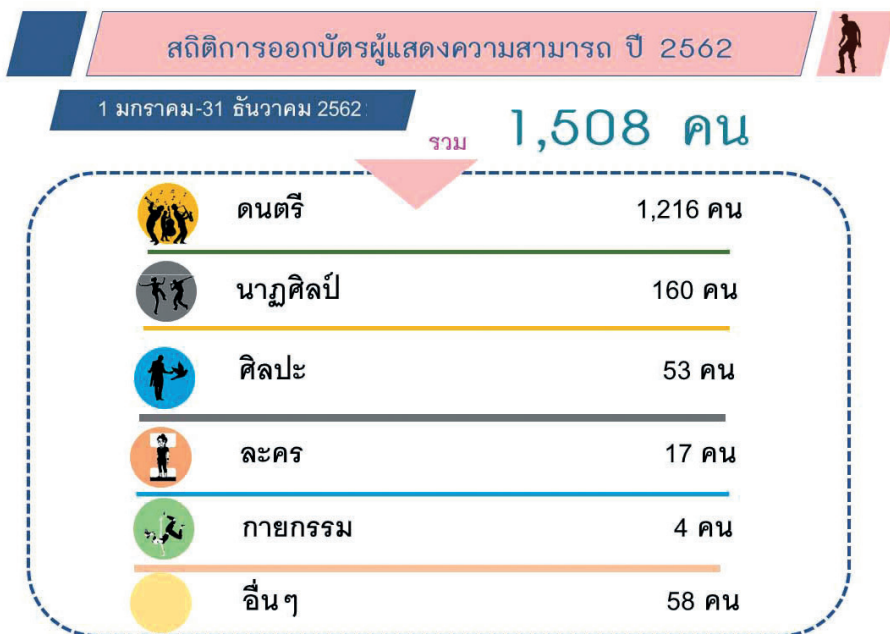 สถิติการออกบัตรผู้แสดงความสามารถ ปี 2562
1 มกราคม-31 ธันวาคม 2562
รวม 1,508 คน
ดนตรี 1,216 คน
นาฏศิลป์ 160 คน
ศิลปะ 53 คน
ละคร 17 คน
กายกรรม 4 คน
อื่นๆ 58 คน